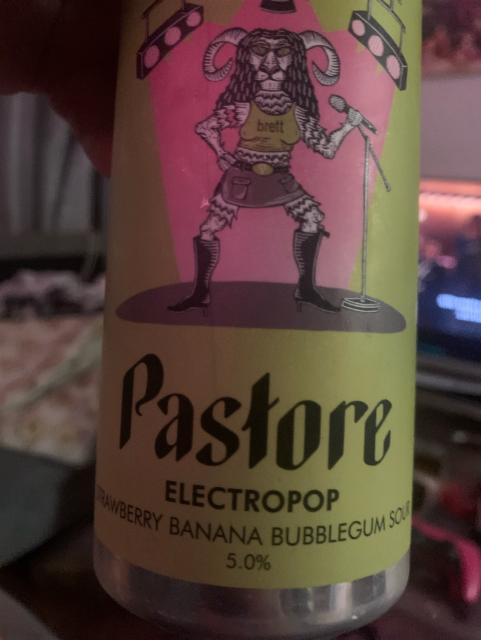 brett
Pastore
ELECTROPOP
STRAWBERRY BANANA BUBBLEGUM SOUR
5.0%